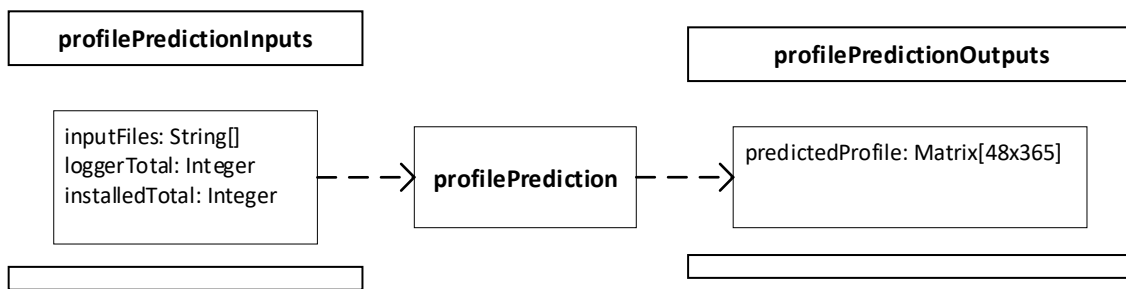 profilePredictionInputs
profilePredictionOutputs
inputFiles: String[]
loggerTotal: Integer
installedTotal: Integer
profilePrediction
predictedProfile: Matrix[48x365]